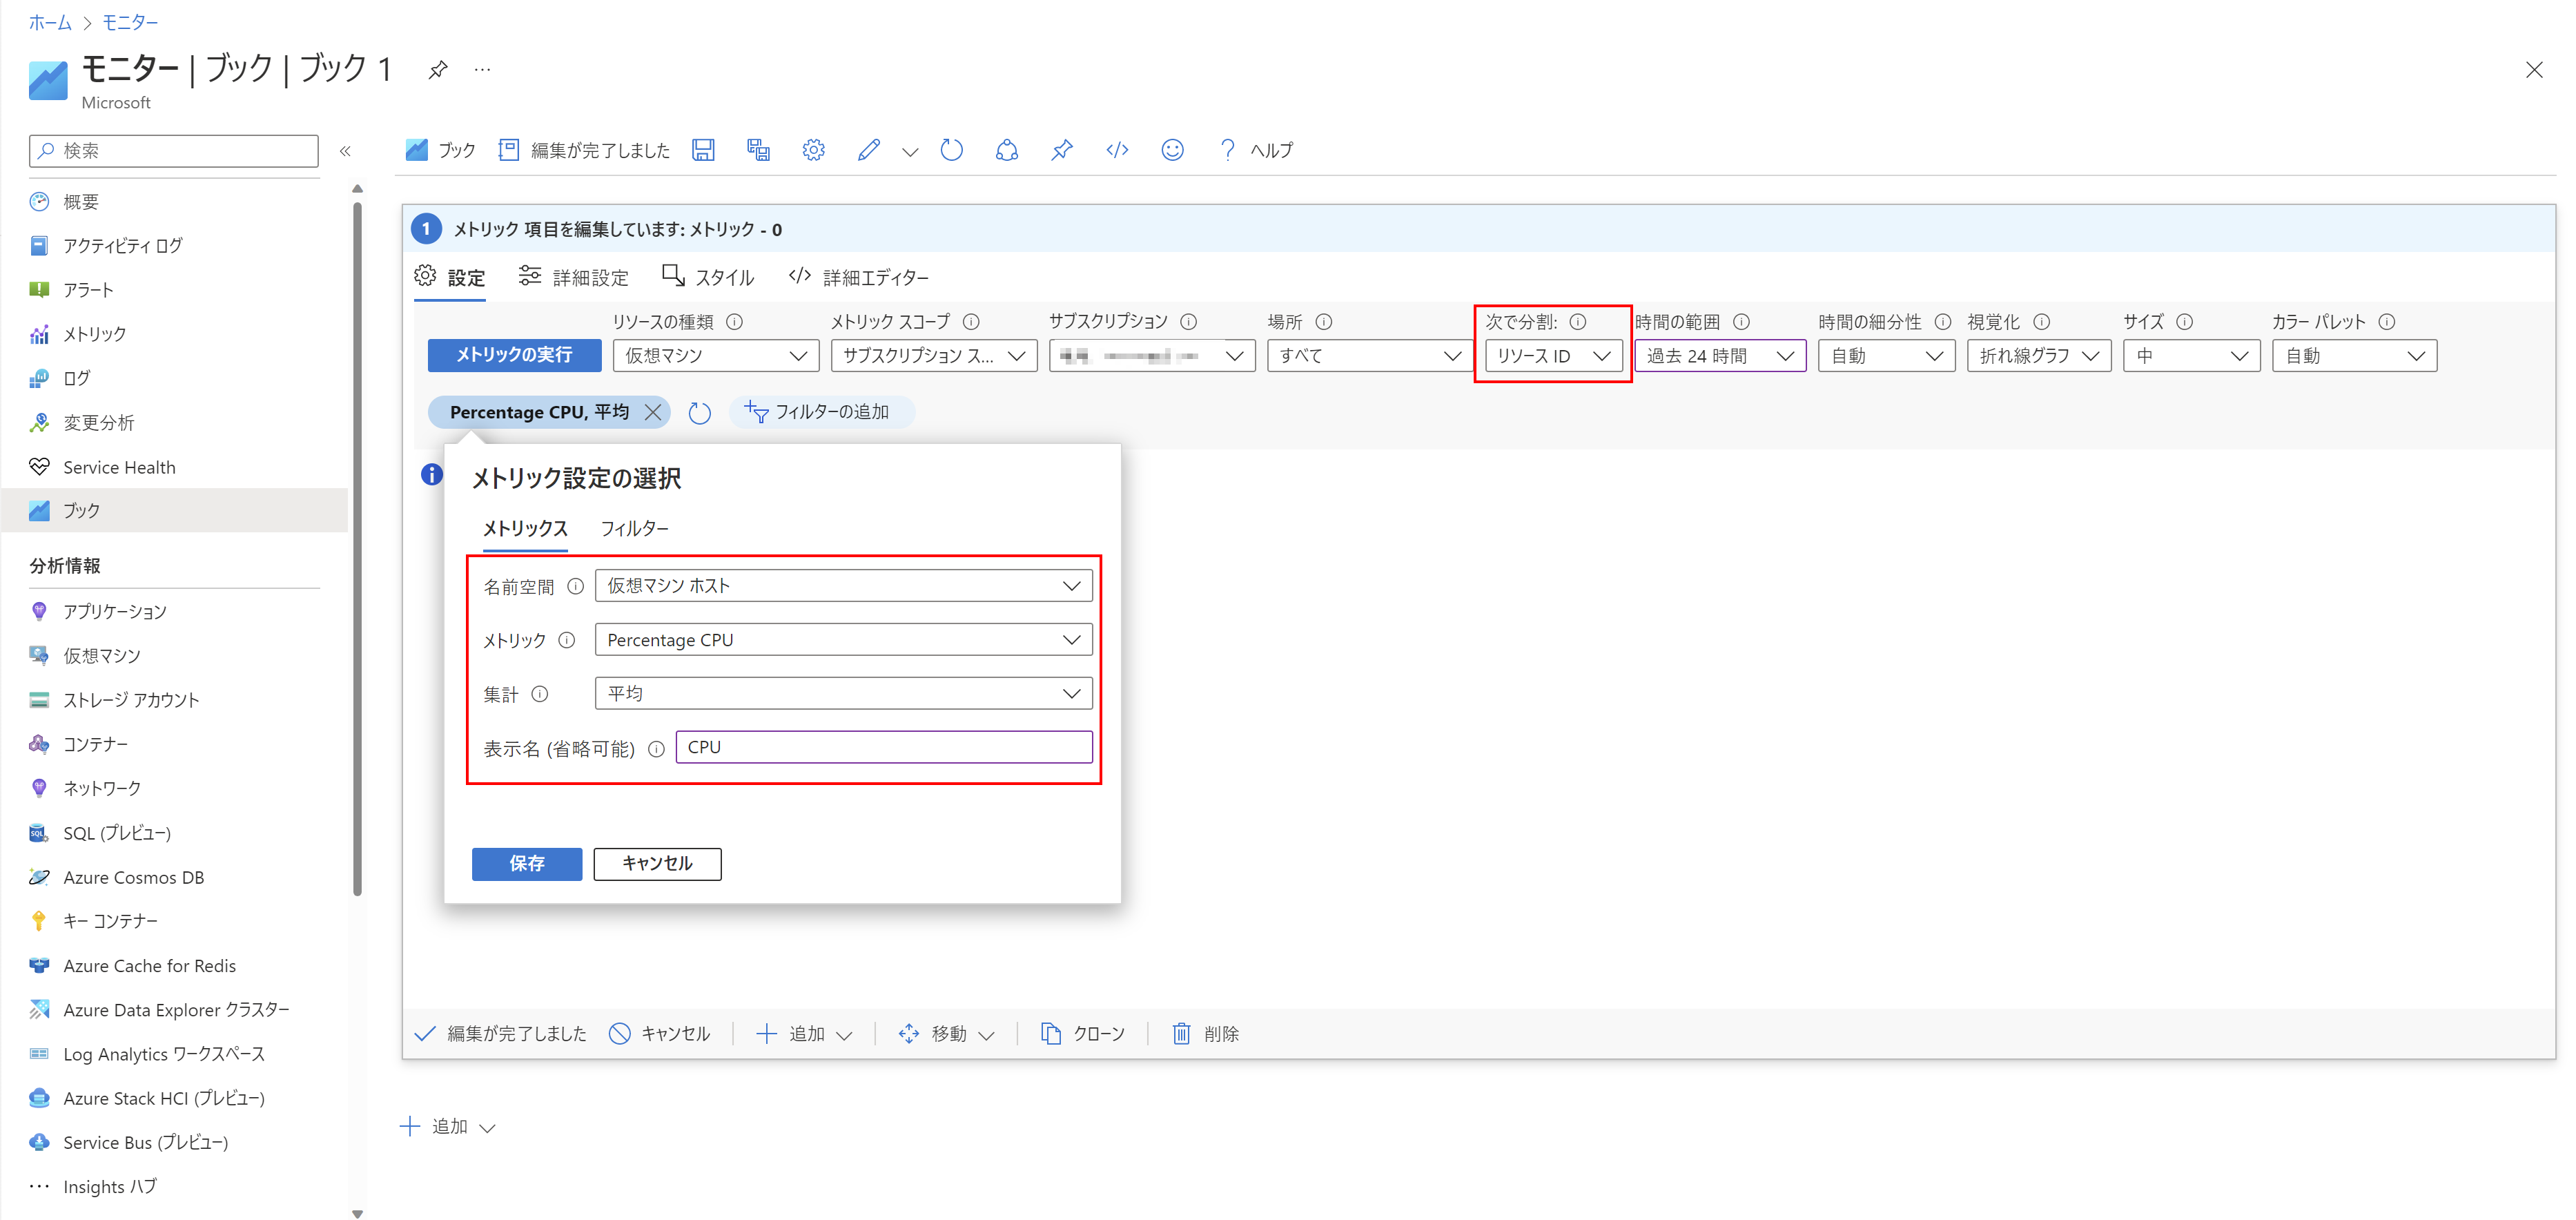 ホーム > モニター
モニター | ブック | ブック 1 …
Microsoft
検索
«
概要
アクティビティ ログ
アラート
メトリック
ログ
変更分析
Service Health
ブック
分析情報
アプリケーション
仮想マシン
ストレージ アカウント
コンテナー
ネットワーク
SQL (プレビュー)
Azure Cosmos DB
キー コンテナー
Azure Cache for Redis
Azure Data Explorer クラスター
Log Analytics ワークスペース
Azure Stack HCI (プレビュー)
Service Bus (プレビュー)
Insights ハブ
ブック 編集が完了しました ヘルプ
1 メトリック 項目を編集しています: メトリック - 0
設定 詳細設定 スタイル 詳細エディター
リソースの種類 メトリック スコープ サブスクリプション 場所 次で分割: 時間の範囲 時間の細分性 視覚化 サイズ カラー パレット
メトリックの実行 仮想マシン サブスクリプション ス... すべて リソース ID 過去 24 時間 自動 折れ線グラフ 中 自動
Percentage CPU, 平均 フィルターの追加
メトリック設定の選択
メトリックス フィルター
名前空間 仮想マシン ホスト
メトリック Percentage CPU
集計 平均
表示名 (省略可能) CPU
保存 キャンセル
編集が完了しました キャンセル 追加 移動 クローン 削除
追加